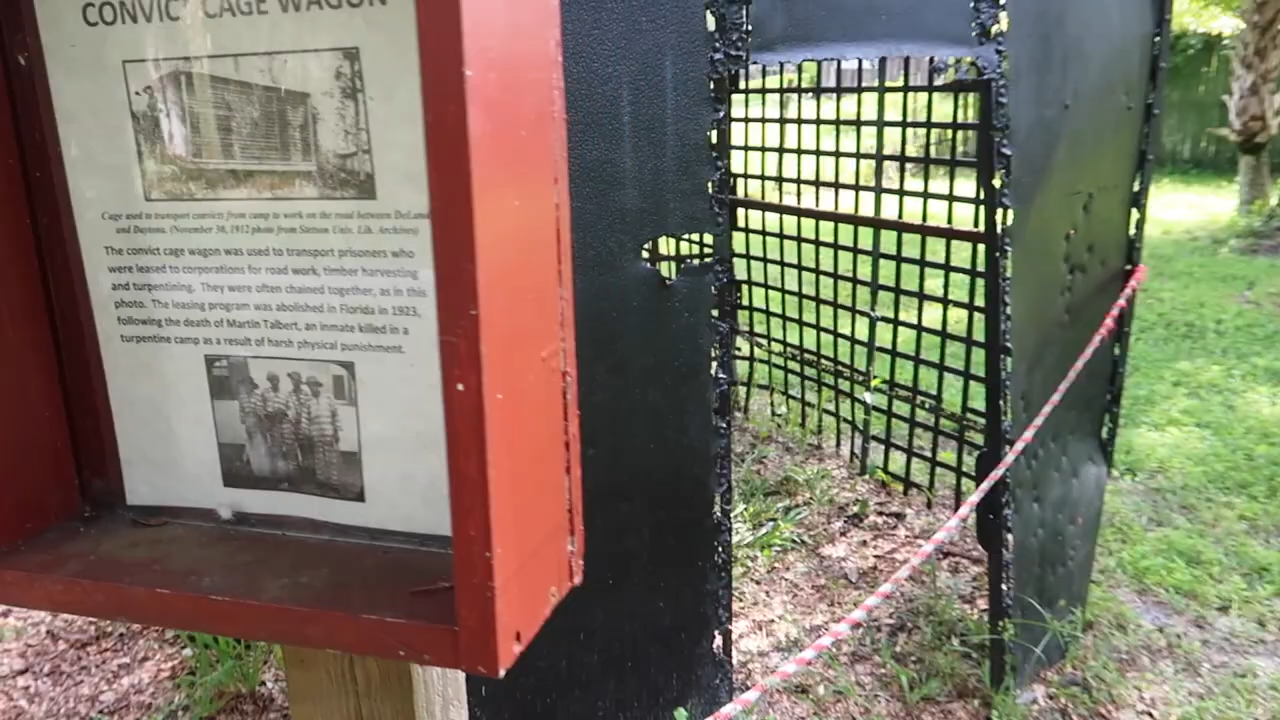 CONVICT CAGE WAGON
Cage used to transport convicts from camp to work on the road between DeLand
and Daytona. (November 30, 1912 photo from Stetson Univ. Lib. Archives)
The convict cage wagon was used to transport prisoners who
were leased to corporations for road work, timber harvesting
and turpentining. They were often chained together, as in this
photo. The leasing program was abolished in Florida in 1923,
following the death of Martin Talbert, an inmate killed in a
turpentine camp as a result of harsh physical punishment.